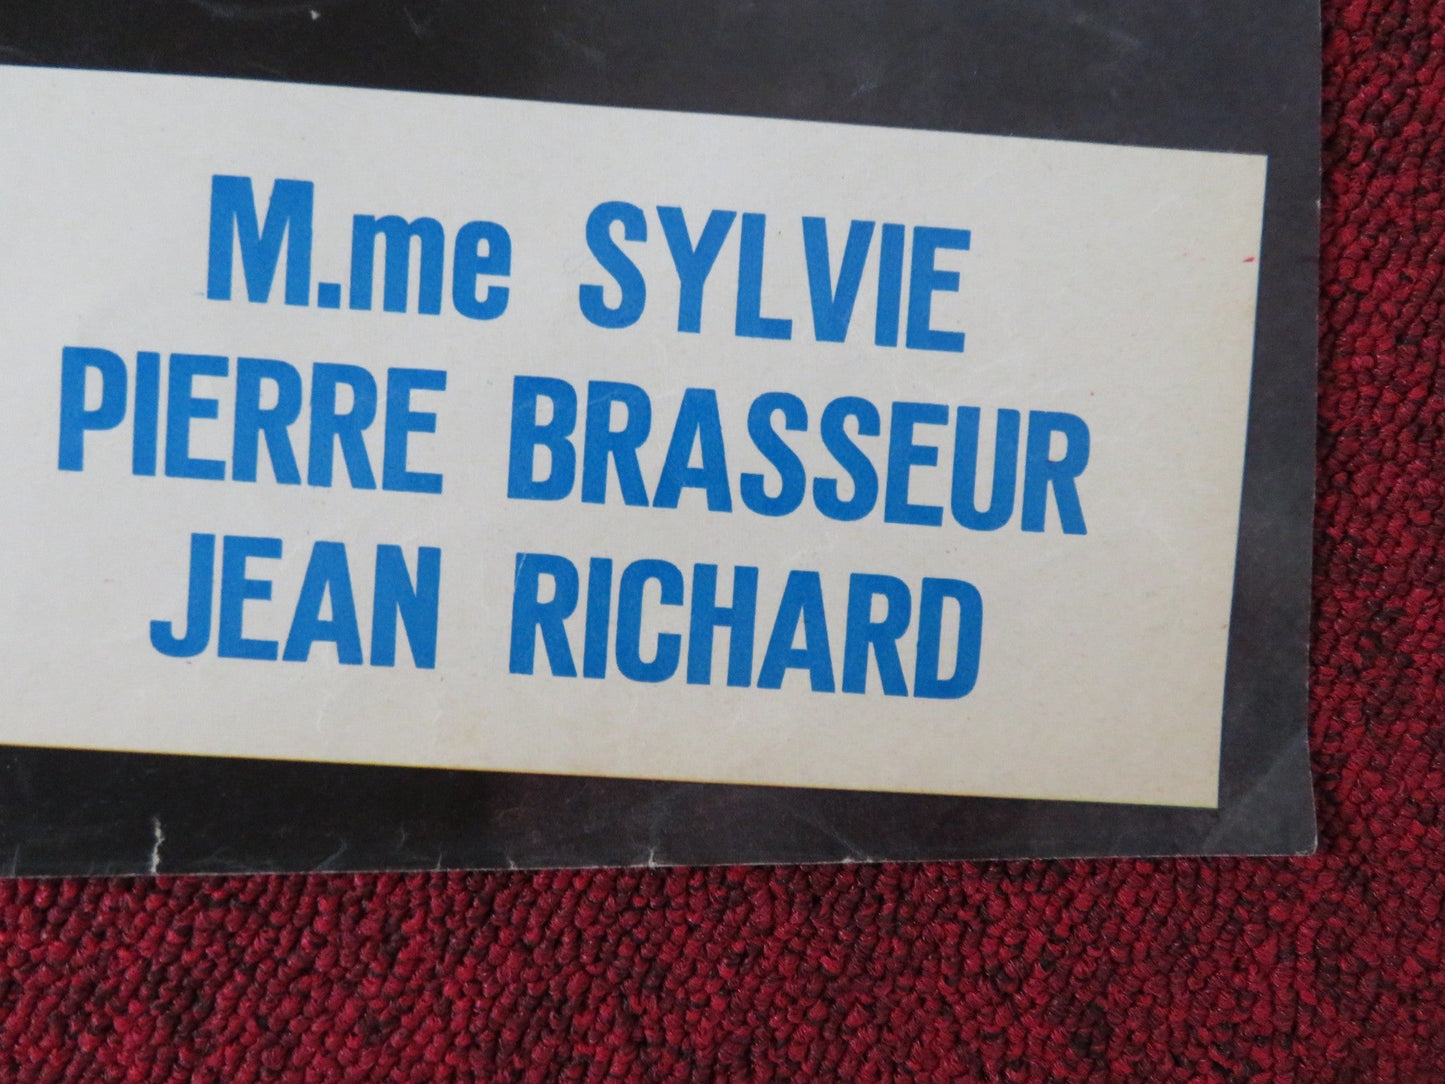 M.me SYLVIE
PIERRE BRASSEUR
JEAN RICHARD